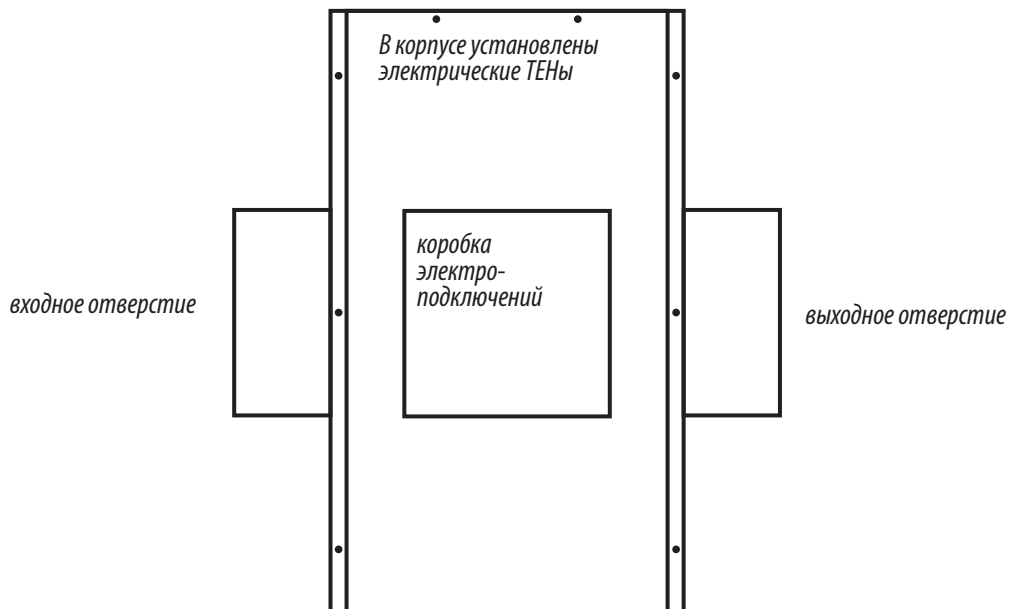 В корпусе установлены
электрические ТЕНы
коробка
электро-
подключений
входное отверстие
выходное отверстие